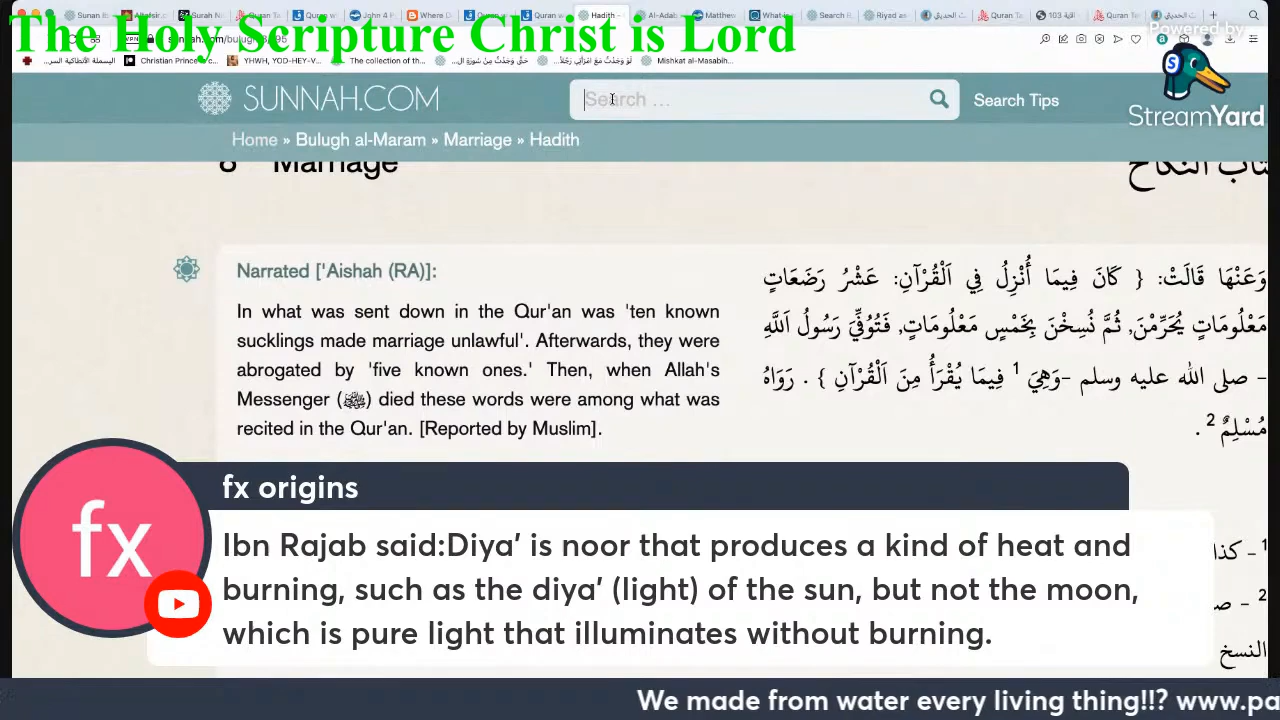 The Holy Scripture Christ is Lord
Powered by
StreamYard
SUNNAH.COM
Search ...
Search Tips
Home » Bulugh al-Maram » Marriage » Hadith
8 Marriage
كتاب النكاح
Narrated ['Aishah (RA)]:
In what was sent down in the Qur'an was 'ten known
sucklings made marriage unlawful'. Afterwards, they were
abrogated by 'five known ones.' Then, when Allah's
Messenger (ﷺ) died these words were among what was
recited in the Qur'an. [Reported by Muslim].
وَعَنْهَا قَالَتْ: { كَانَ فِيمَا أُنْزِلُ فِي اَلْقُرْآنِ: عَشْرُ رَضَعَاتٍ
مَعْلُومَاتٍ يُحَرِّمْنَ, ثُمَّ نُسِخْنَ بِخَمْسٍ مَعْلُومَاتٍ, فَتُوُفِّيَ رَسُولُ اَللَّهِ
- صلى الله عليه وسلم -وَهِيَ 1 فِيمَا يُقْرَأُ مِنَ اَلْقُرْآنِ } . رَوَاهُ
مُسْلِمٌ 2 .
1 - كذا
2 - ص
النسخ
fx
fx origins
Ibn Rajab said:Diya’ is noor that produces a kind of heat and
burning, such as the diya’ (light) of the sun, but not the moon,
which is pure light that illuminates without burning.
We made from water every living thing!!? www.pa